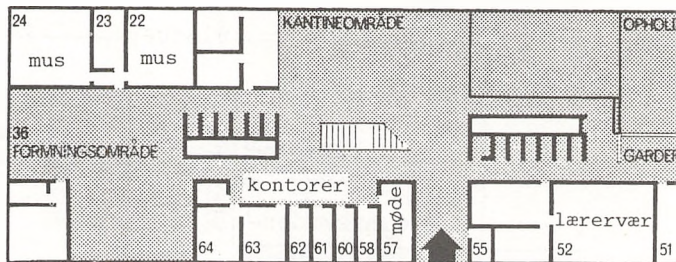 24
23
22
KANTINEOMRÅDE
OPHOLD
mus
mus
36
FORMNINGSOMRÅDE
GARDER
kontorer
møde
lærervær
64
63
62
61
60
58
57
55
52
51